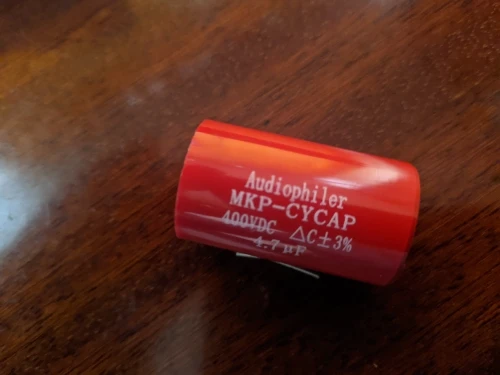 Audiophiler
MKP-CYCAP
400VDC △C±3%
4.7μF